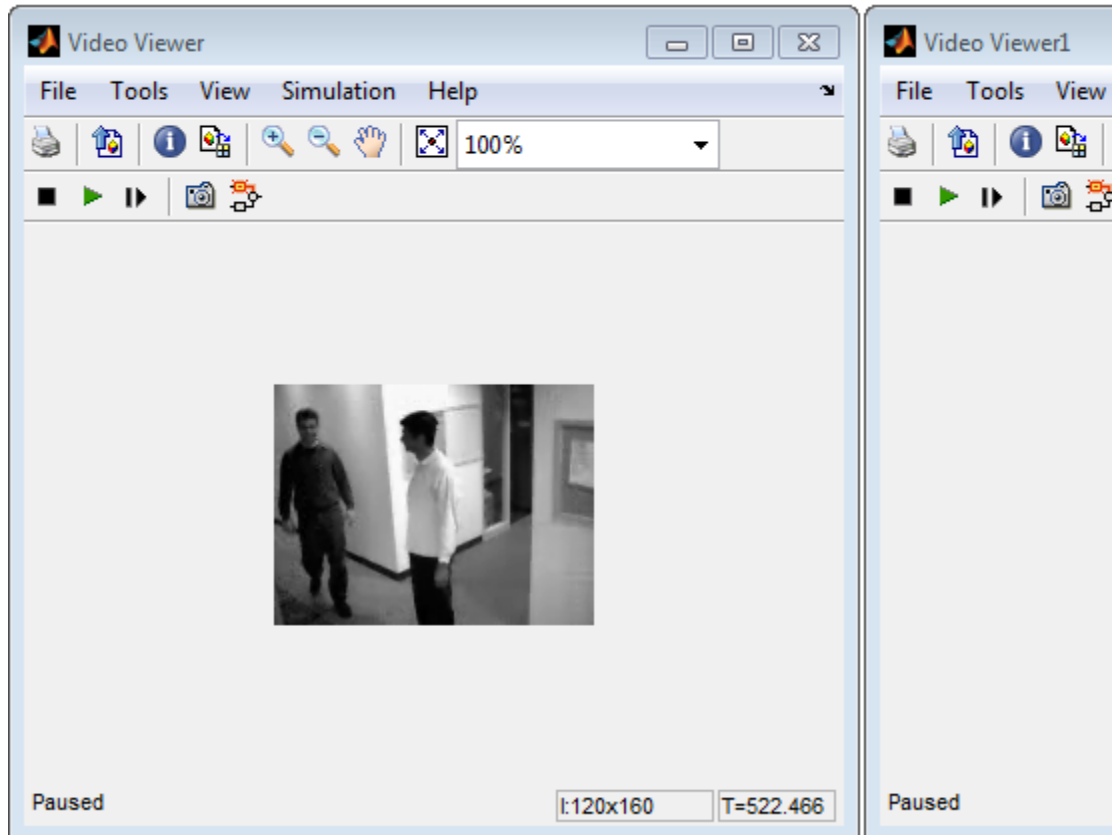 Video Viewer
File Tools View Simulation Help
100%
Paused
I:120x160
T=522.466
Video Viewer1
File Tools View
Paused